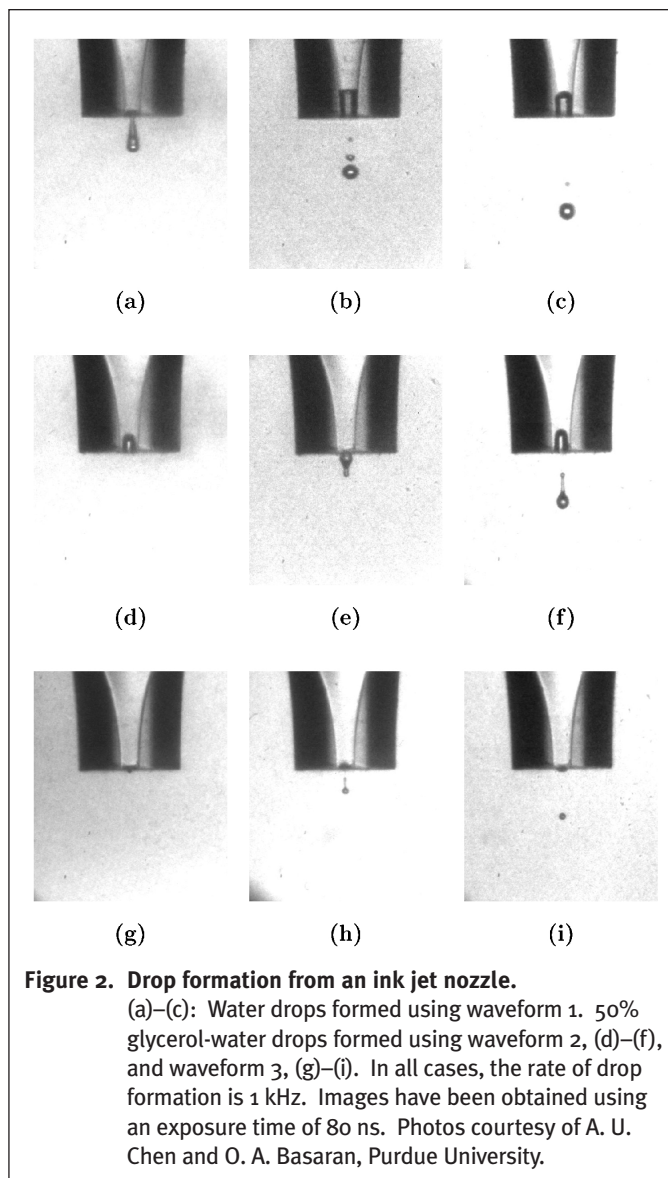 (a)
(b)
(c)
(d)
(e)
(f)
(g)
(h)
(i)
Figure 2. Drop formation from an ink jet nozzle.
(a)–(c): Water drops formed using waveform 1. 50%
glycerol-water drops formed using waveform 2, (d)–(f),
and waveform 3, (g)–(i). In all cases, the rate of drop
formation is 1 kHz. Images have been obtained using
an exposure time of 80 ns. Photos courtesy of A. U.
Chen and O. A. Basaran, Purdue University.